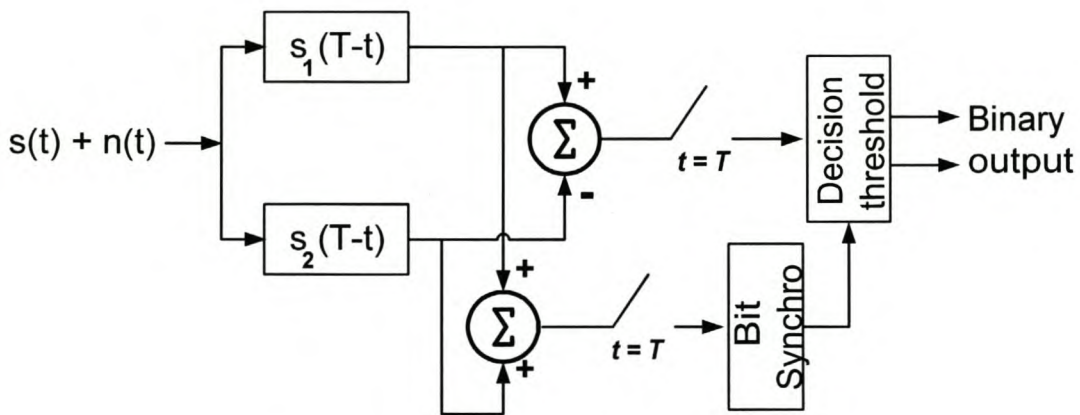 s₁(T-t)
+
s(t) + n(t)
Σ
t = T
-
s₂(T-t)
Decision
threshold
Binary
output
+
Σ
t = T
+
Bit
Synchro